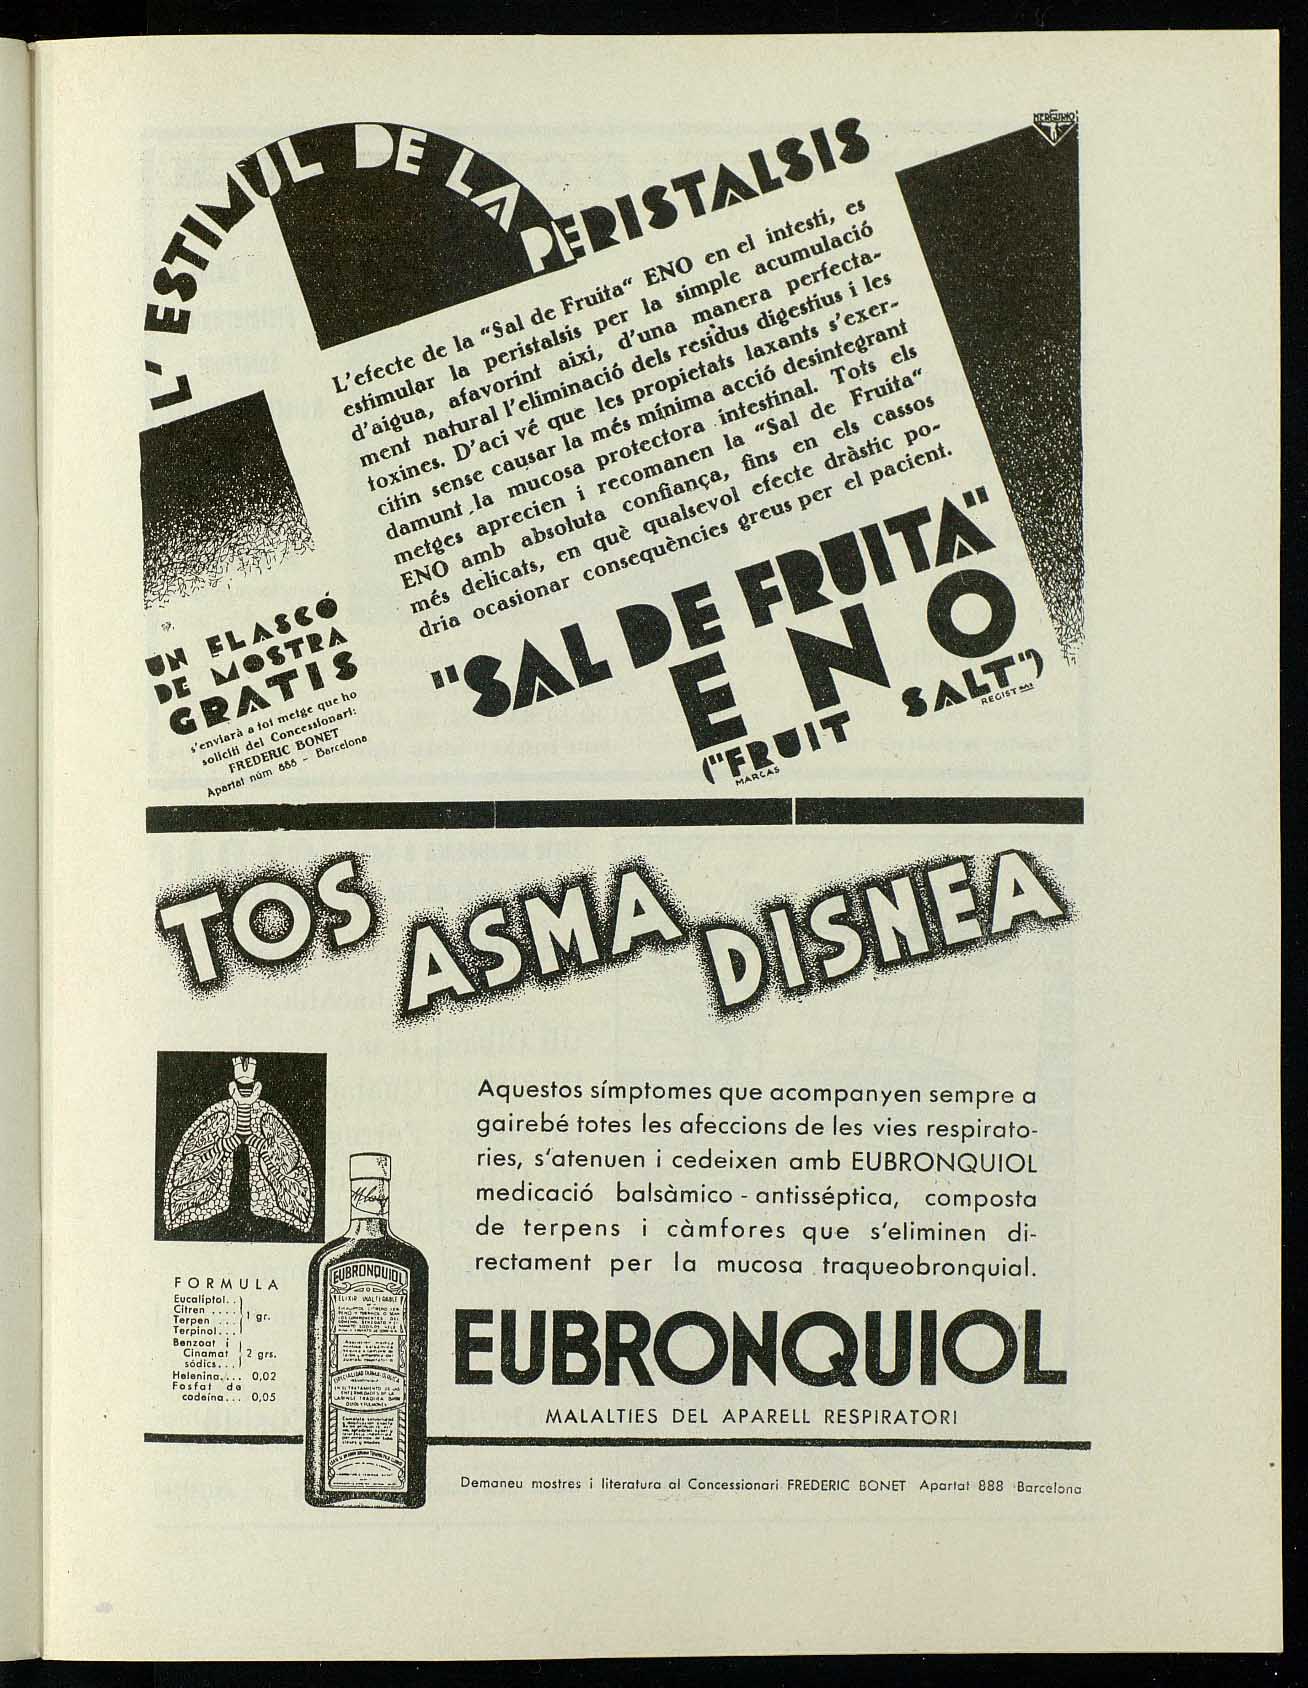 MERCURIO
L'ESTIMUL DE LA PERISTALSIS
L'efecte de la "Sal de Fruita" ENO en el intestí, es
estimular la peristalsis per la simple acumulació
d'aigua, afavorint aixi, d'una manera perfecta-
ment natural l'eliminació dels residus digestius i les
toxines. D'aci vé que les propietats laxants s'exer-
citin sense causar la més mínima acció desintegrant
damunt la mucosa protectora intestinal. Tots els
metges aprecien i recomanen la "Sal de Fruita"
ENO amb absoluta confiança, fins en els cassos
més delicats, en què qualsevol efecte dràstic po-
dria ocasionar conseqüències greus per el pacient.
"SAL DE FRUITA"
ENO
("FRUIT SALT")
MARCAS REGIST
UN FLASCÓ
DE MOSTRA
GRATIS
s'enviarà a tot metge que ho
soliciti del Concessionari:
FREDERIC BONET
Apartat núm 888 - Barcelona
TOS ASMA DISNEA
Aquestos símptomes que acompanyen sempre a
gairebé totes les afeccions de les vies respirato-
ries, s'atenuen i cedeixen amb EUBRONQUIOL
medicació balsàmico - antisséptica, composta
de terpens i càmfores que s'eliminen di-
rectament per la mucosa traqueobronquial.
FORMULA
Eucaliptol..
Citren ....
Terpen ...
Terpinol...
1 gr.
Benzoat i
Cinamat
sódics...
2 grs.
Helenina.... 0,02
Fosfat de
codeína... 0,05
EUBRONQUIOL
ELIXIR INALTERABLE
EUBRONQUIOL
MALALTIES DEL APARELL RESPIRATORI
Demaneu mostres i literatura al Concessionari FREDERIC BONET Apartat 888 Barcelona